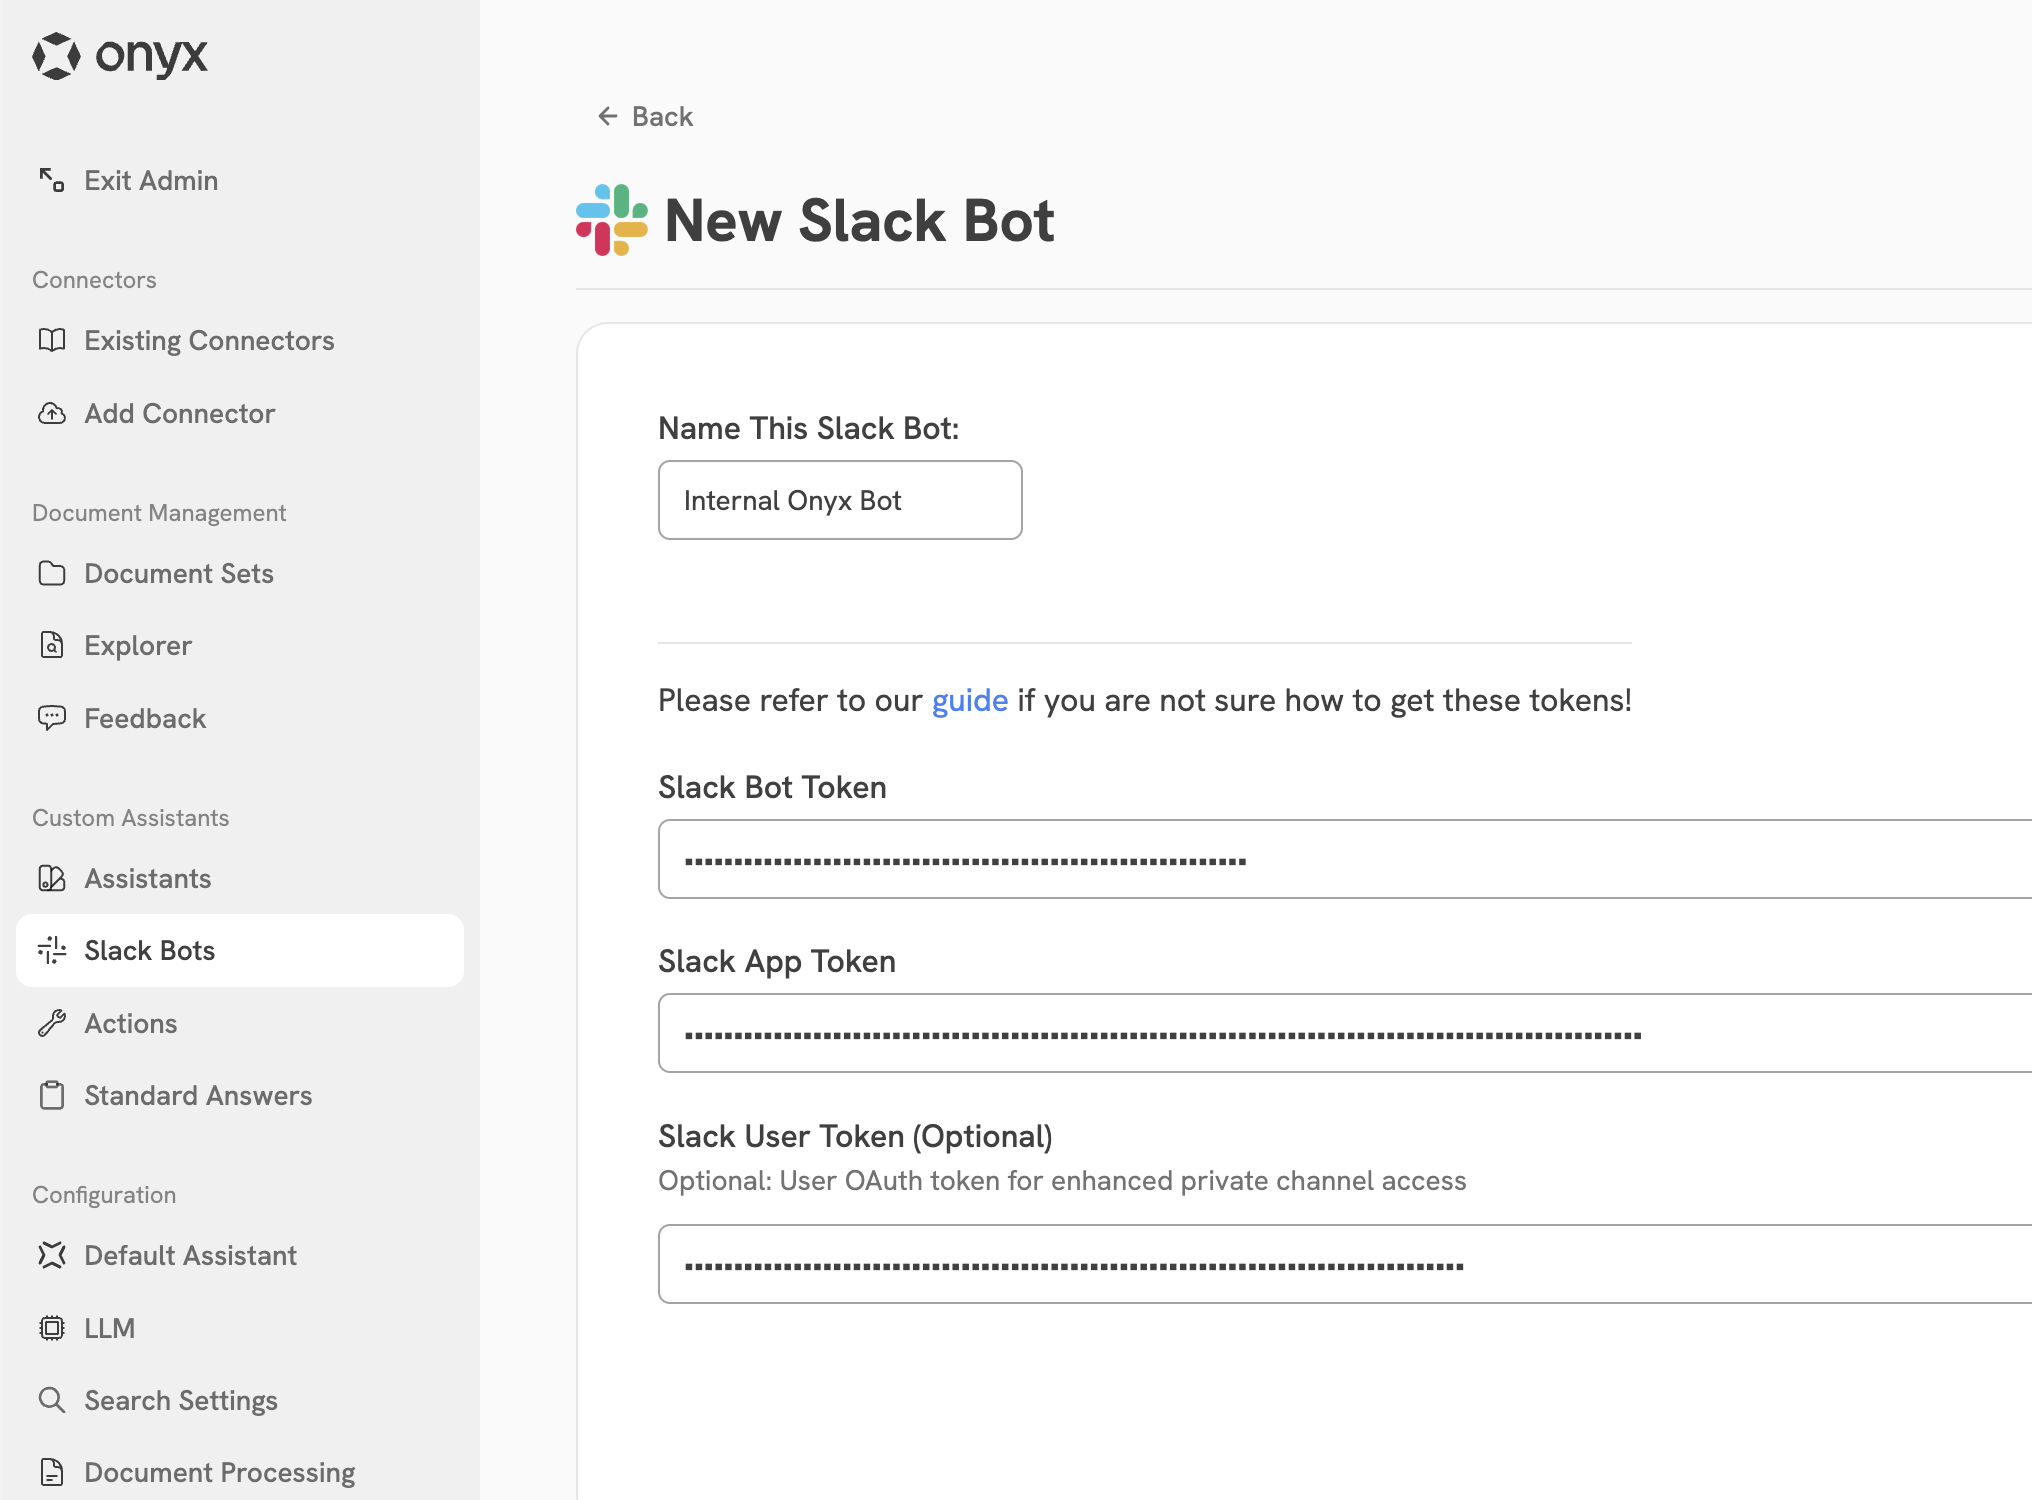 onyx
Exit Admin
Connectors
Existing Connectors
Add Connector
Document Management
Document Sets
Explorer
Feedback
Custom Assistants
Assistants
Slack Bots
Actions
Standard Answers
Configuration
Default Assistant
LLM
Search Settings
Document Processing
Back
New Slack Bot
Name This Slack Bot:
Internal Onyx Bot
Please refer to our guide if you are not sure how to get these tokens!
Slack Bot Token
Slack App Token
Slack User Token (Optional)
Optional: User OAuth token for enhanced private channel access